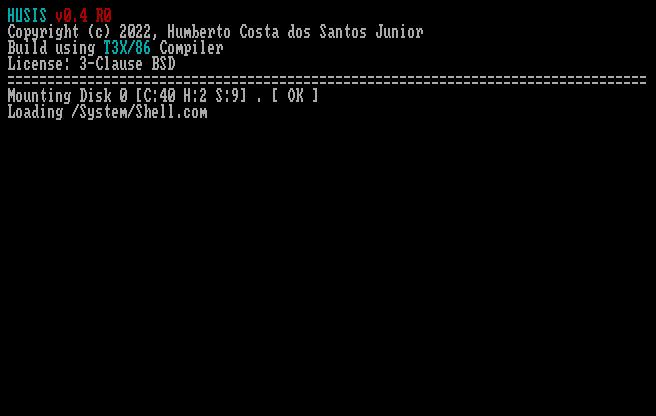 HUSIS v0.4 R0
Copyright (c) 2022, Humberto Costa dos Santos Junior
Build using T3X/86 Compiler
License: 3-Clause BSD
================================================================================
Mounting Disk 0 [C:40 H:2 S:9] . [ OK ]
Loading /System/Shell.com